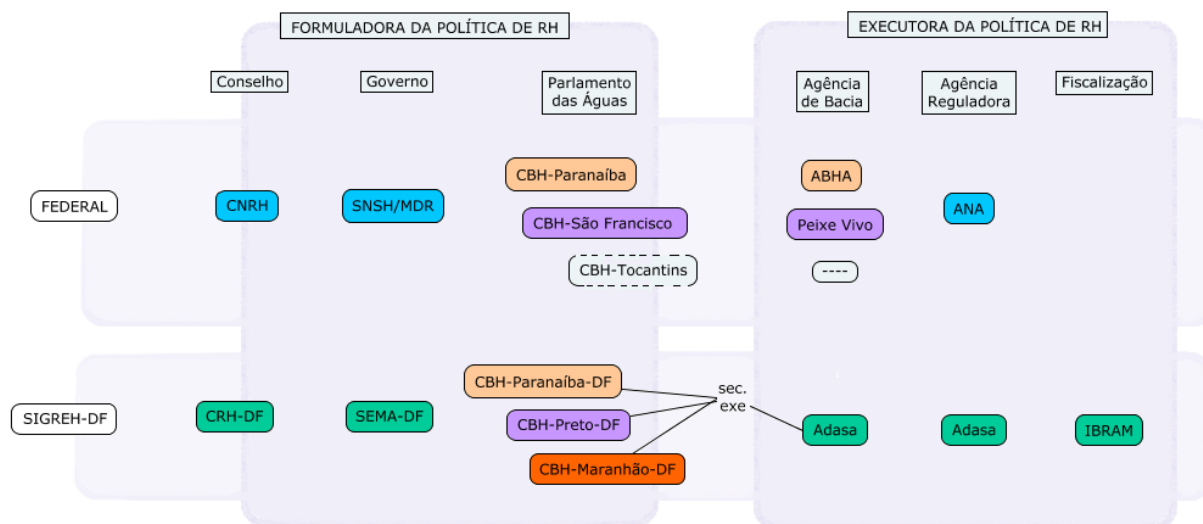 FORMULADORA DA POLÍTICA DE RH
EXECUTORA DA POLÍTICA DE RH
Conselho
Governo
Parlamento
das Águas
Agência
de Bacia
Agência
Reguladora
Fiscalização
FEDERAL
CNRH
SNSH/MDR
CBH-Paranaíba
CBH-São Francisco
CBH-Tocantins
ABHA
Peixe Vivo
----
ANA
SIGREH-DF
CRH-DF
SEMA-DF
CBH-Paranaíba-DF
CBH-Preto-DF
CBH-Maranhão-DF
sec.
exe
Adasa
Adasa
IBRAM